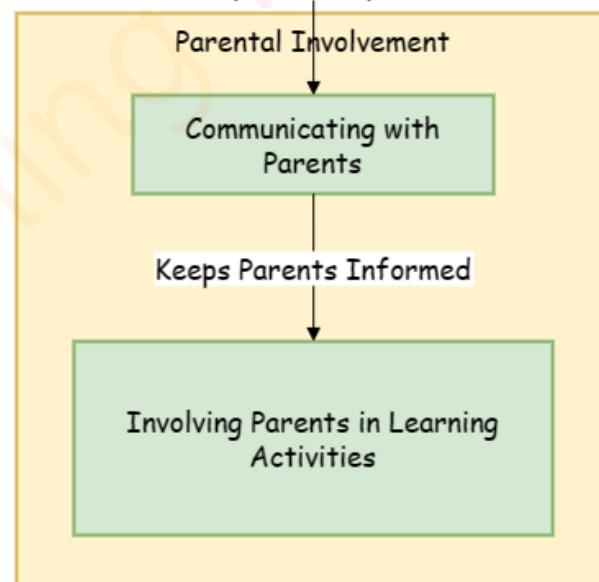 Parental Involvement
Communicating with
Parents
Keeps Parents Informed
Involving Parents in Learning
Activities